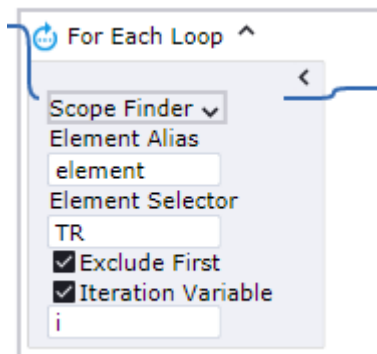 For Each Loop
Scope Finder
Element Alias
element
Element Selector
TR
Exclude First
Iteration Variable
i